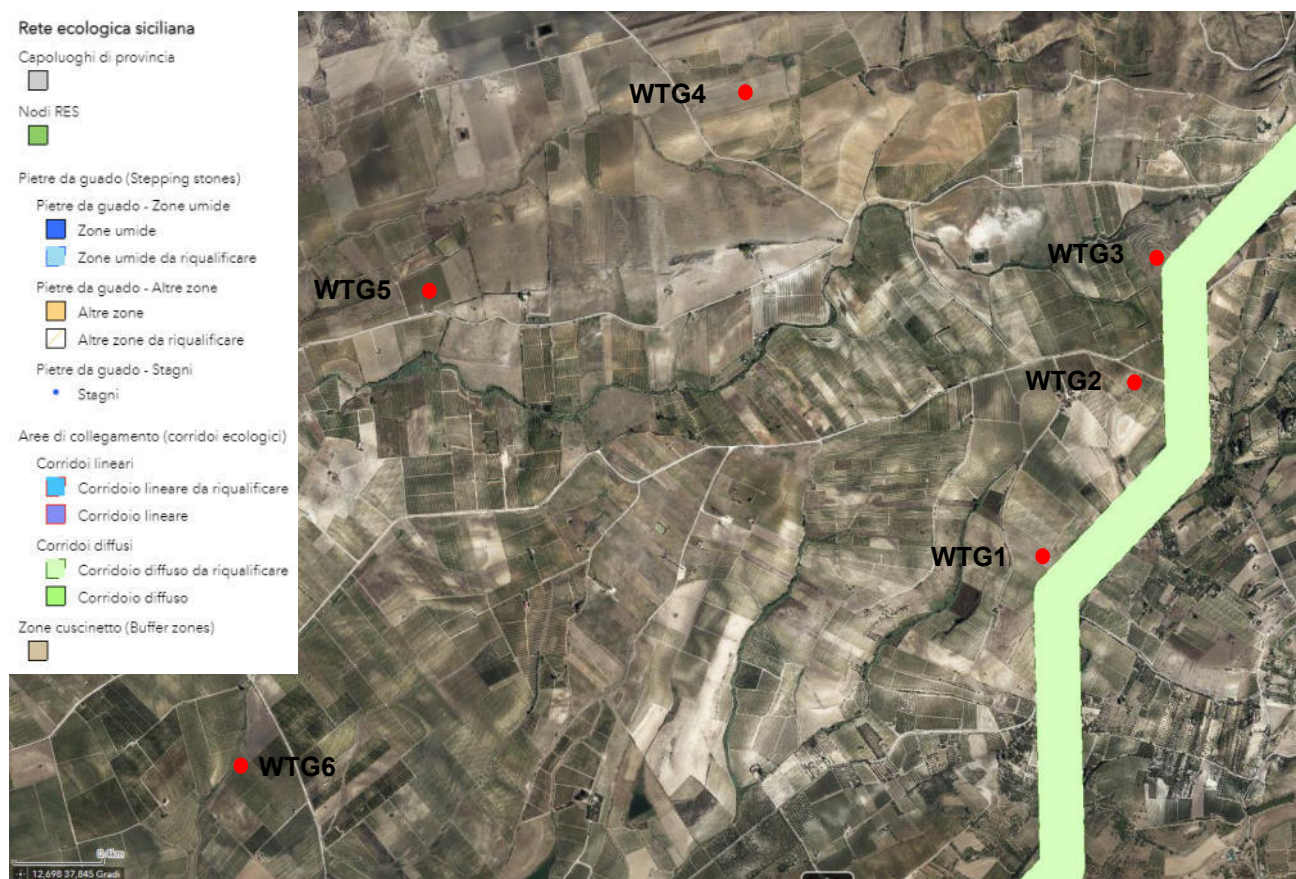 Rete ecologica siciliana
Capoluoghi di provincia
Nodi RES
Pietre da guado (Stepping stones)
Pietre da guado - Zone umide
Zone umide
Zone umide da riqualificare
Pietre da guado - Altre zone
Altre zone
Altre zone da riqualificare
Pietre da guado - Stagni
Stagni
Aree di collegamento (corridoi ecologici)
Corridoi lineari
Corridoio lineare da riqualificare
Corridoio lineare
Corridoi diffusi
Corridoio diffuso da riqualificare
Corridoio diffuso
Zone cuscinetto (Buffer zones)
WTG4
WTG3
WTG5
WTG2
WTG1
WTG6
0.4km
12,698 37,845 Gradi